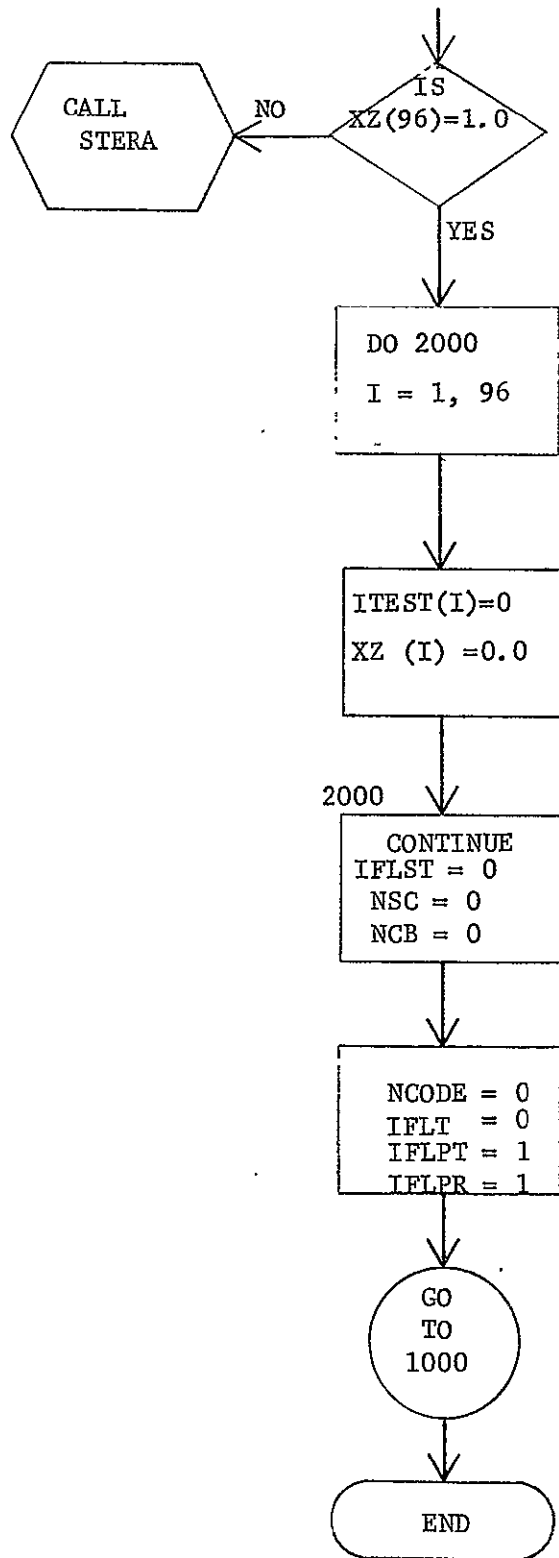 IS
XZ(96)=1.0
NO
CALL
STERA
YES
DO 2000
I = 1, 96
ITEST(I)=0
XZ (I) =0.0
2000
CONTINUE
IFLST = 0
NSC = 0
NCB = 0
NCODE = 0
IFLT = 0
IFLPT = 1
IFLPR = 1
GO
TO
1000
END